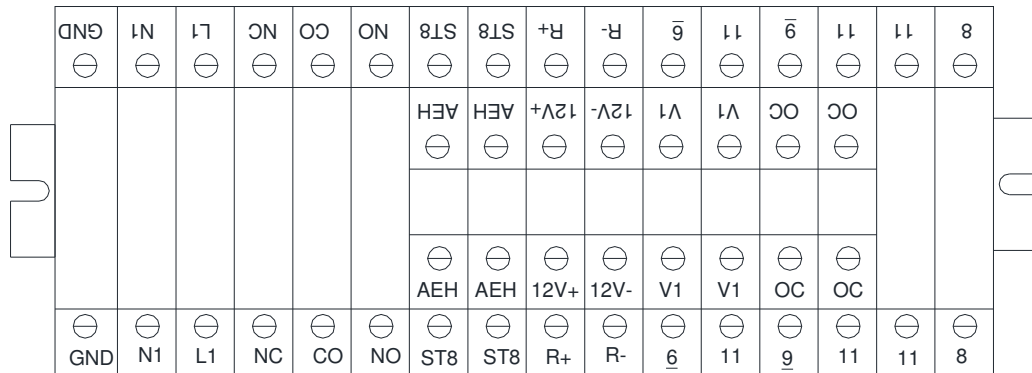 GND N1 L1 NC CO NO ST8 ST8 R+ R- 6 11 9 11 11 8
AEH AEH 12V+ 12V- V1 V1 OC OC
AEH AEH 12V+ 12V- V1 V1 OC OC
GND N1 L1 NC CO NO ST8 ST8 R+ R- 6 11 9 11 11 8